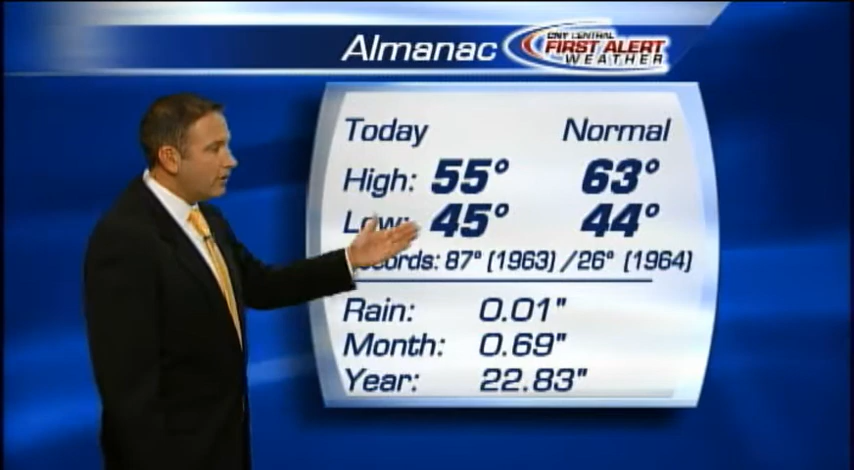 Almanac
CNY CENTRAL
FIRST ALERT
WEATHER
Today Normal
High: 55° 63°
Low: 45° 44°
87° (1963) / 26° (1964)
Rain: 0.01"
Month: 0.69"
Year: 22.83"